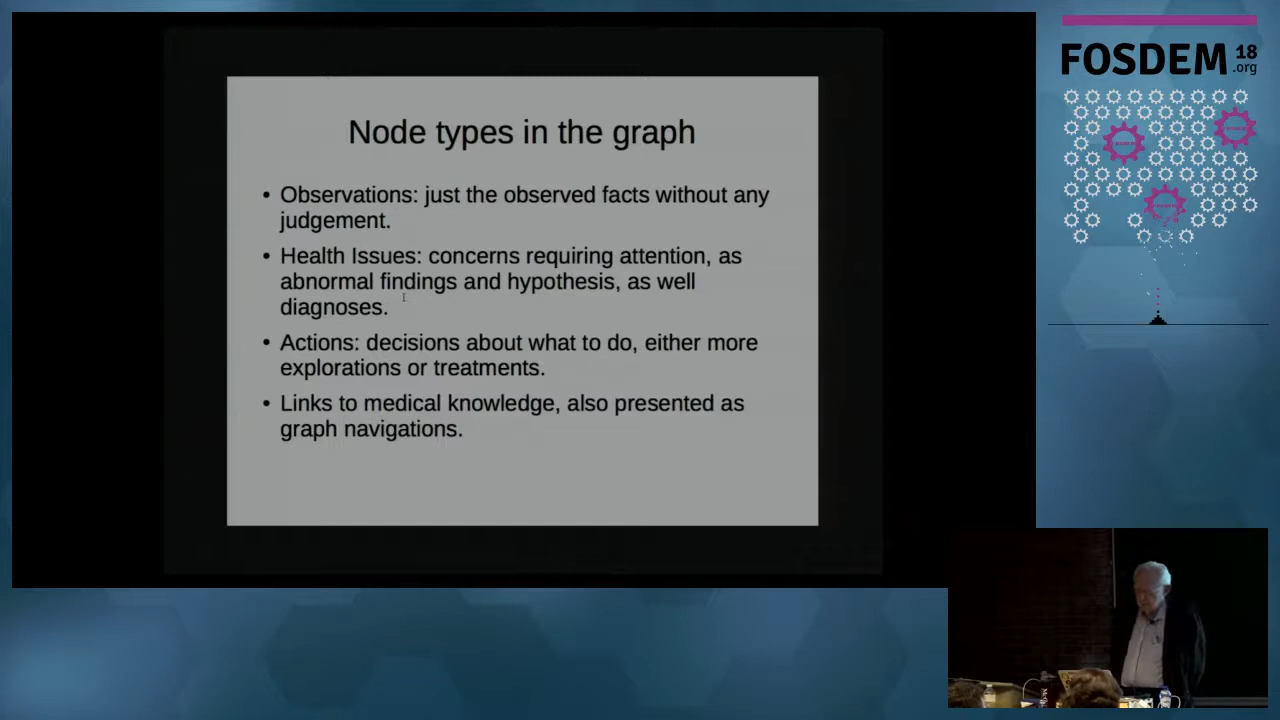 FOSDEM 18
.org
Node types in the graph
• Observations: just the observed facts without any
judgement.
• Health Issues: concerns requiring attention, as
abnormal findings and hypothesis, as well
diagnoses.
• Actions: decisions about what to do, either more
explorations or treatments.
• Links to medical knowledge, also presented as
graph navigations.